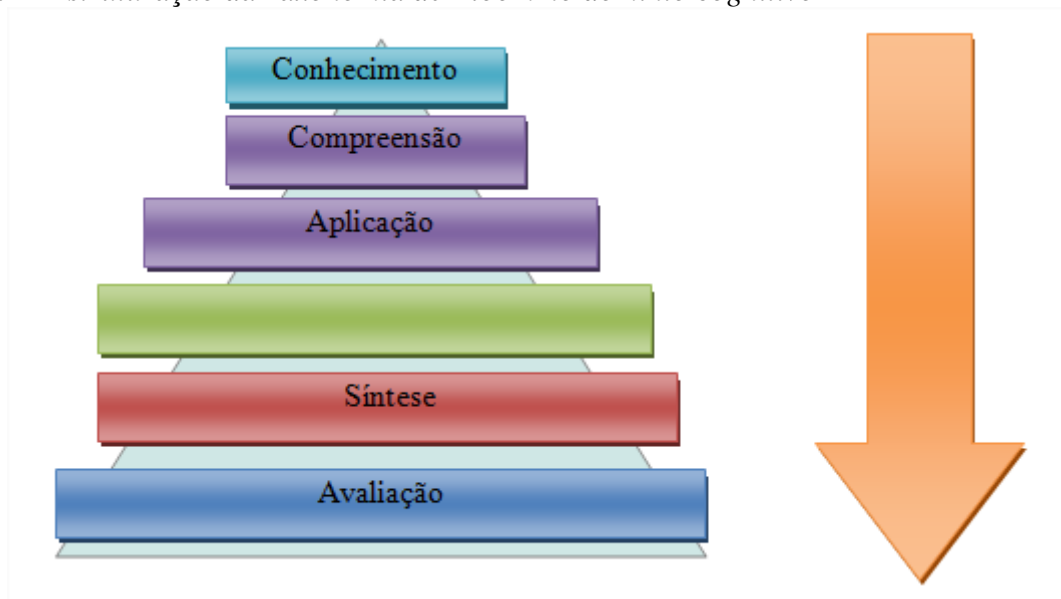 Conhecimento
Compreensão
Aplicação
Síntese
Avaliação